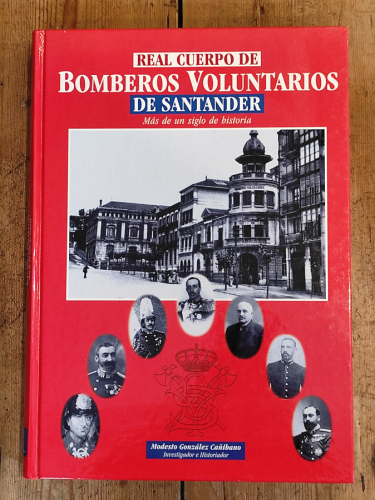 REAL CUERPO DE
BOMBEROS VOLUNTARIOS
DE SANTANDER
Más de un siglo de historia
Modesto González Cañibano
Investigador e Historiador